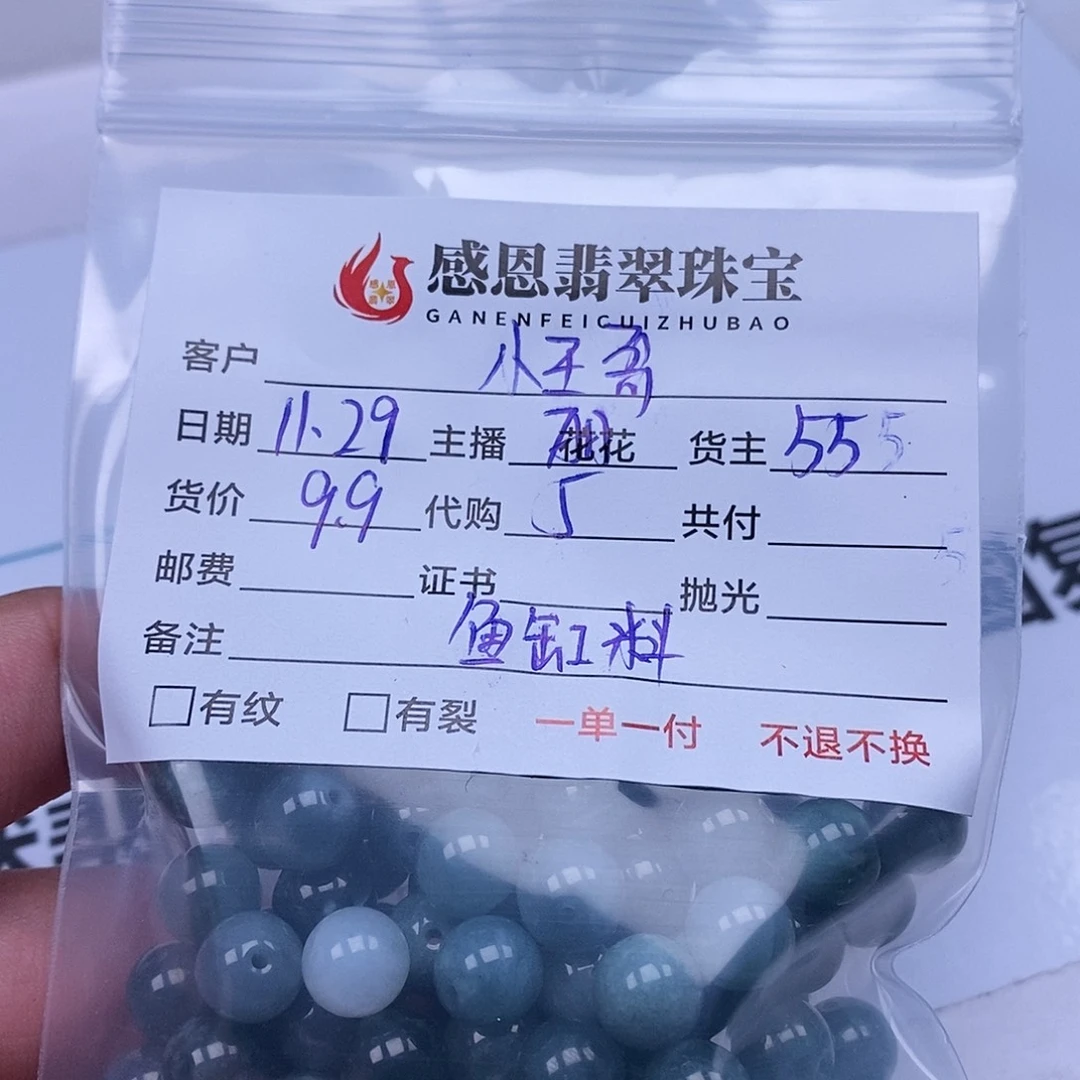 感恩翡翠珠宝
GANENFEICUIZHUBAO
客户 小王哥
日期 11.29 主播 花花 货主 555
货价 9.9 代购 5 共付
邮费 证书 抛光
备注 鱼缸料
有纹 有裂 一单一付 不退不换